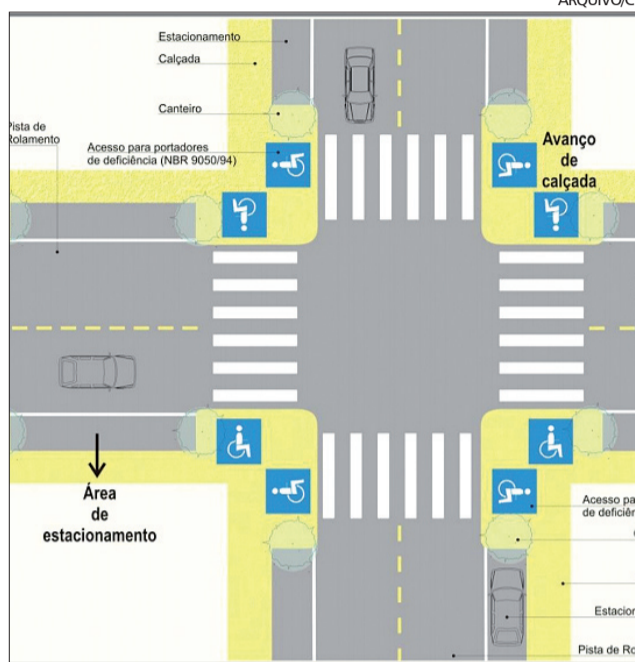 ARQUIVO/C
Estacionamento
Calçada
Canteiro
Pista de
Rolamento
Acesso para portadores
de deficiência (NBR 9050/94)
Avanço
de
calçada
Área
de
estacionamento
Acesso pa
de deficiên
Estacior
Pista de Ro